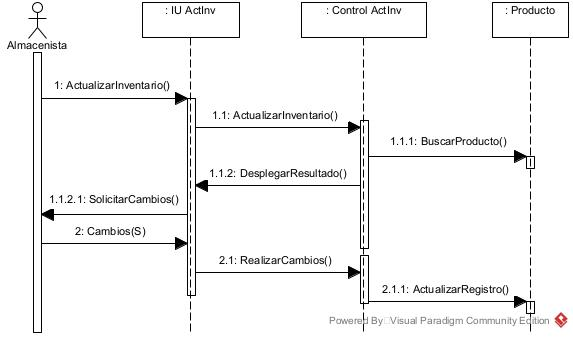 : IU ActInv
: Control ActInv
: Producto
Almacenista
1: ActualizarInventario()
1.1: ActualizarInventario()
1.1.1: BuscarProducto()
1.1.2: DesplegarResultado()
1.1.2.1: SolicitarCambios()
2: Cambios(S)
2.1: RealizarCambios()
2.1.1: ActualizarRegistro()
Powered By Visual Paradigm Community Edition